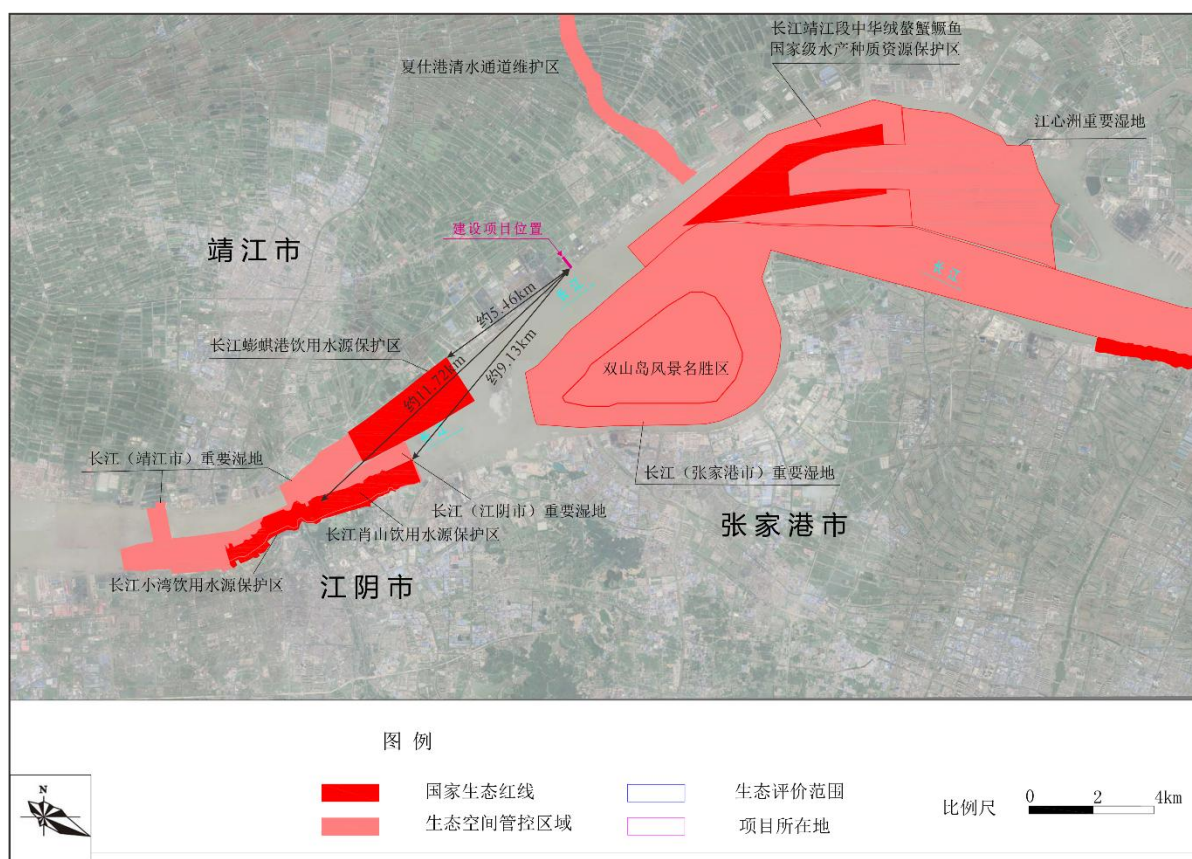 长江靖江段中华绒螯蟹鳜鱼
国家级水产种质资源保护区
夏仕港清水通道维护区
江心洲重要湿地
建设项目位置
靖江市
长江
长江
约5.46km
长江蟛蜞港饮用水源保护区
约9.13km
约11.72km
双山岛风景名胜区
长江（靖江市）重要湿地
长江（张家港市）重要湿地
长江（江阴市）重要湿地
张家港市
长江肖山饮用水源保护区
长江小湾饮用水源保护区
江阴市
图 例
国家生态红线
生态评价范围
比例尺
0 2 4km
生态空间管控区域
项目所在地
N